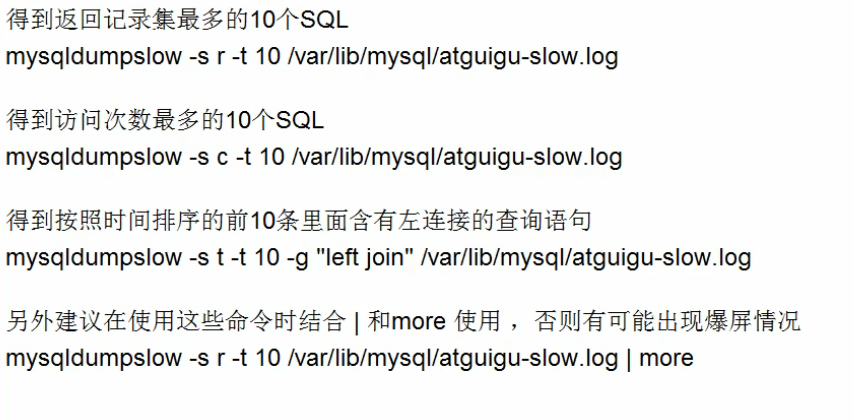 得到返回记录集最多的10个SQL
mysqldumpslow -s r -t 10 /var/lib/mysql/atguigu-slow.log
得到访问次数最多的10个SQL
mysqldumpslow -s c -t 10 /var/lib/mysql/atguigu-slow.log
得到按照时间排序的前10条里面含有左连接的查询语句
mysqldumpslow -s t -t 10 -g "left join" /var/lib/mysql/atguigu-slow.log
另外建议在使用这些命令时结合 | 和more 使用 ，否则有可能出现爆屏情况
mysqldumpslow -s r -t 10 /var/lib/mysql/atguigu-slow.log | more